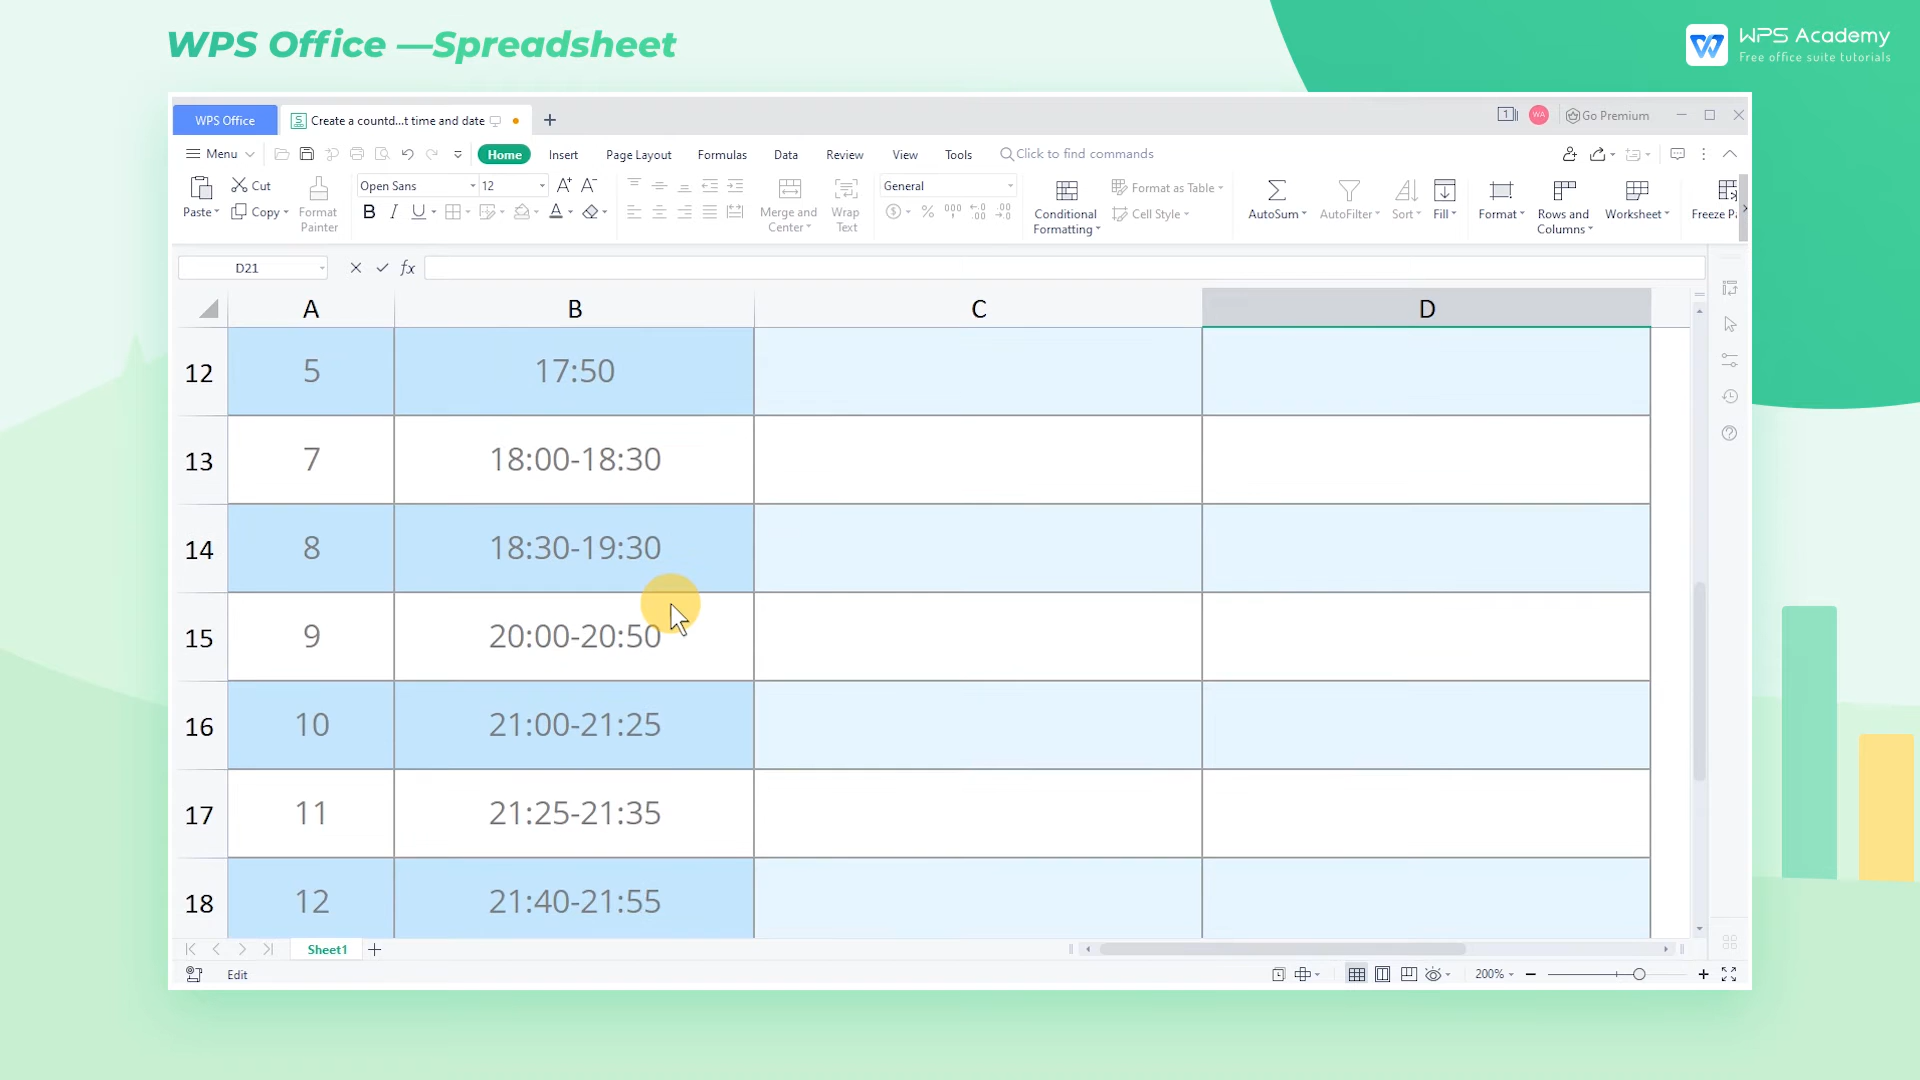 WPS Office —Spreadsheet
WPS Academy
Free office suite tutorials
WPS Office
Create a countd...t time and date
1
WA
Go Premium
Menu
Home
Insert
Page Layout
Formulas
Data
Review
View
Tools
Click to find commands
Paste
Cut
Copy
Format Painter
Open Sans
12
A+ A-
B I U A
Merge and Center
Wrap Text
General
%
Conditional Formatting
Format as Table
Cell Style
AutoSum
AutoFilter
Sort
Fill
Format
Rows and Columns
Worksheet
Freeze P
D21
fx
A B C D
12 5 17:50
13 7 18:00-18:30
14 8 18:30-19:30
15 9 20:00-20:50
16 10 21:00-21:25
17 11 21:25-21:35
18 12 21:40-21:55
Sheet1
Edit
200%